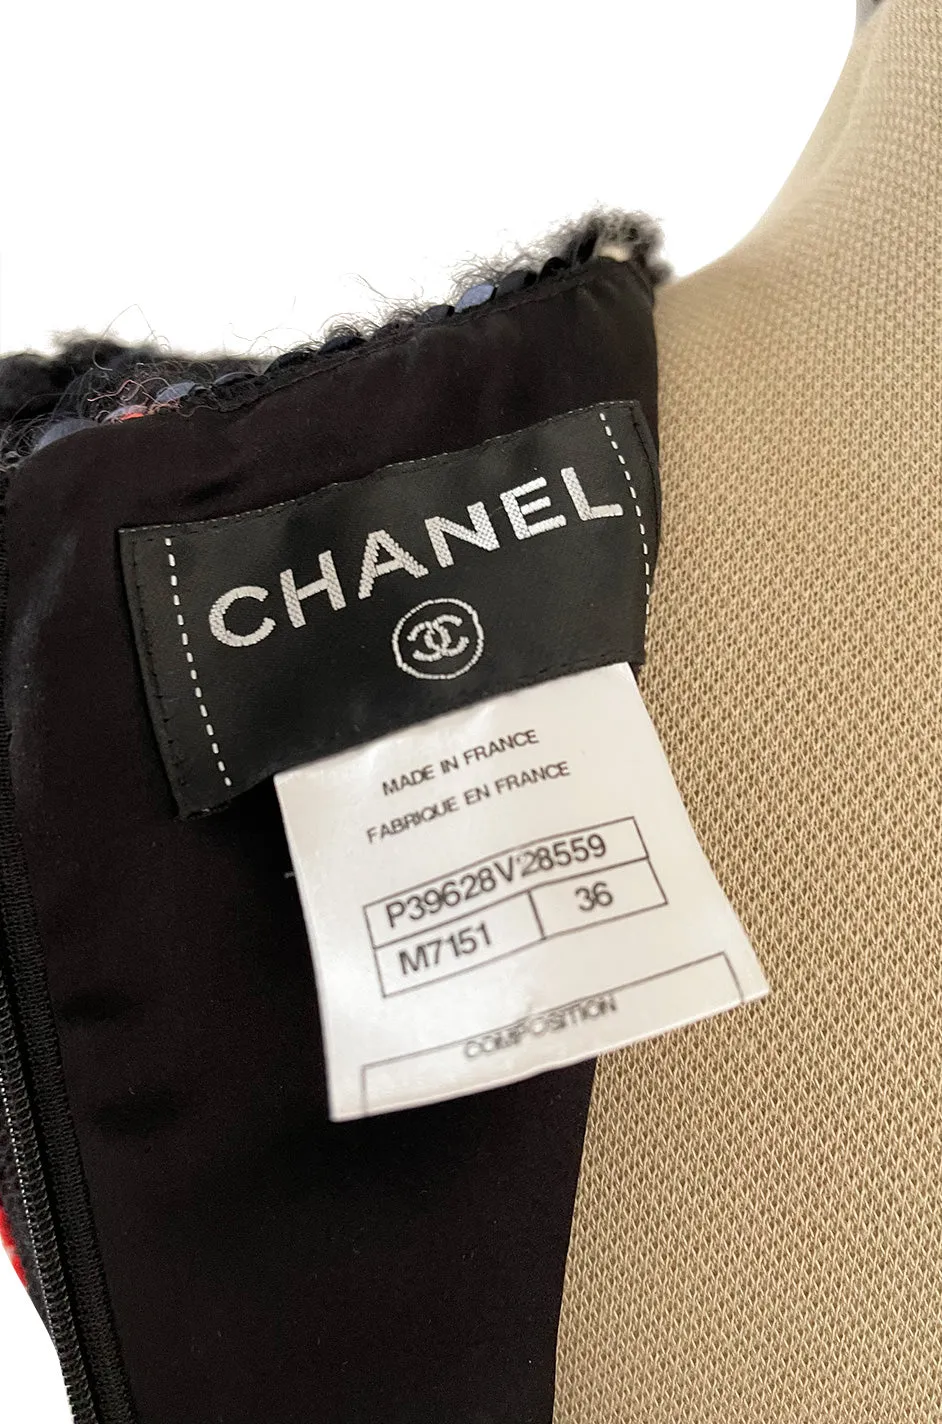 CHANEL
MADE IN FRANCE
FABRIQUE EN FRANCE
P39628V28559
M7151 36
COMPOSITION